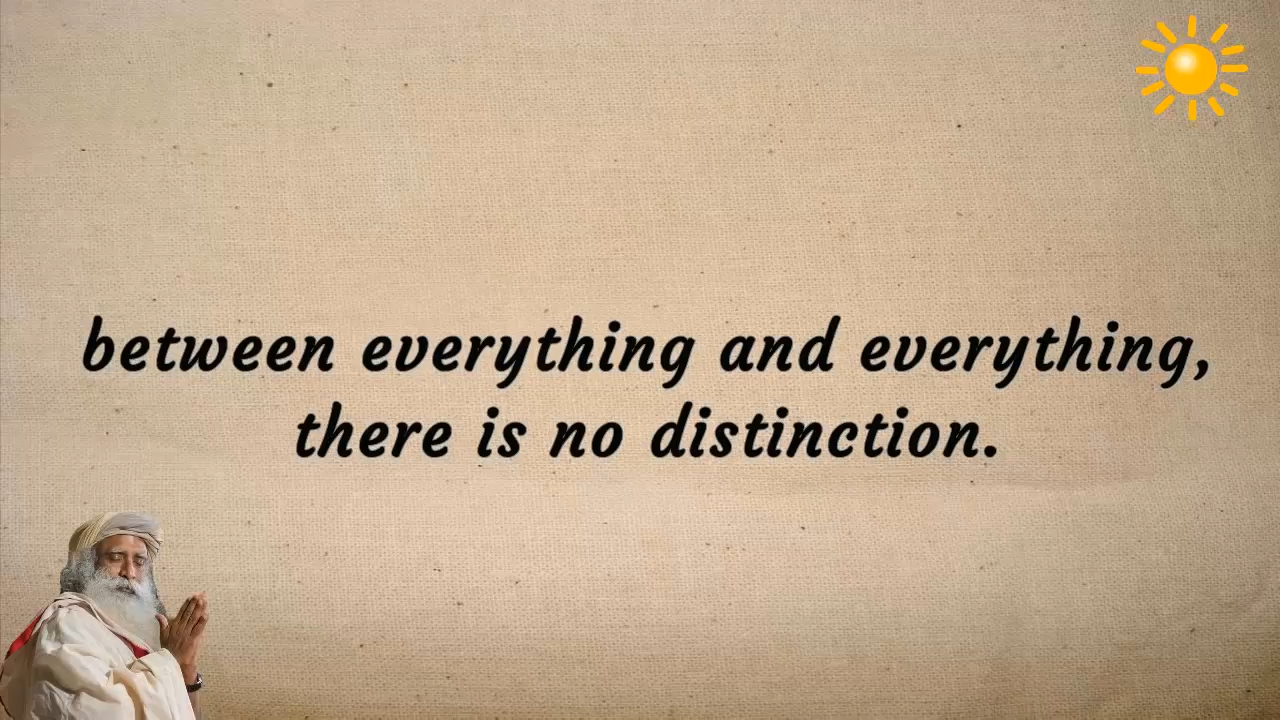 between everything and everything,
there is no distinction.